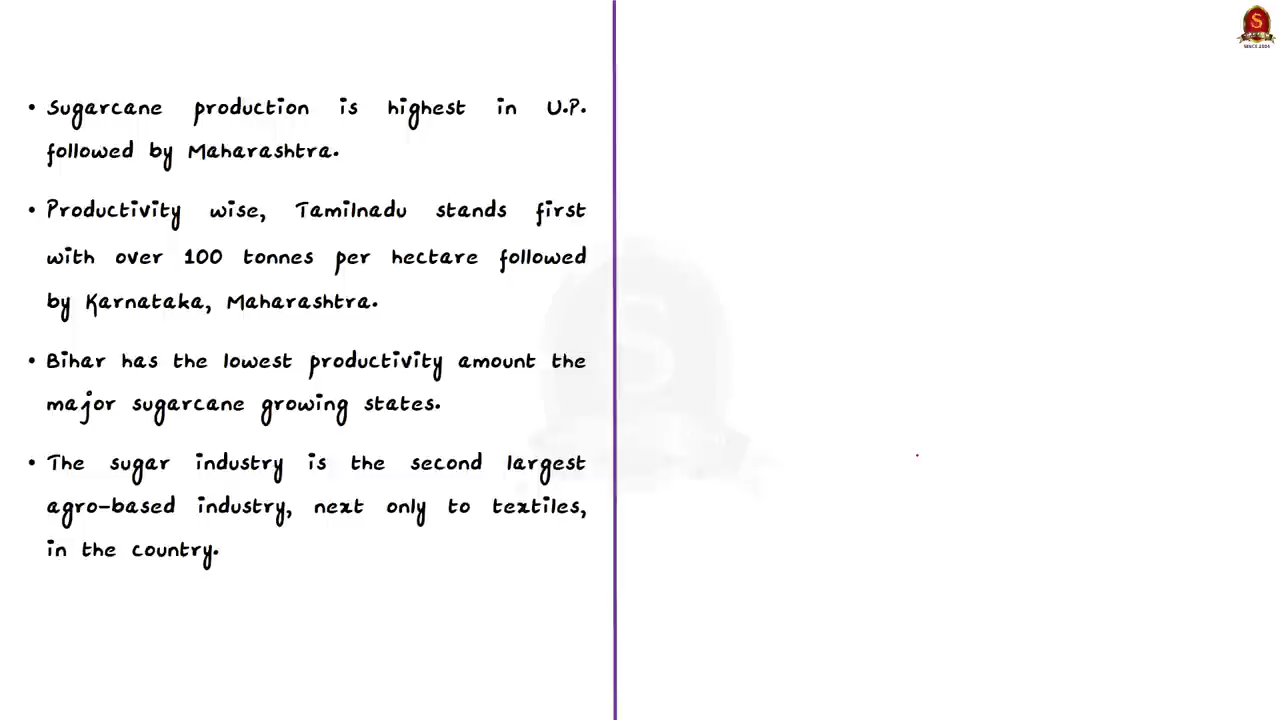 • Sugarcane production is highest in U.P.
followed by Maharashtra.
• Productivity wise, Tamilnadu stands first
with over 100 tonnes per hectare followed
by Karnataka, Maharashtra.
• Bihar has the lowest productivity amount the
major sugarcane growing states.
• The sugar industry is the second largest
agro-based industry, next only to textiles,
in the country.
S
SINCE 2004